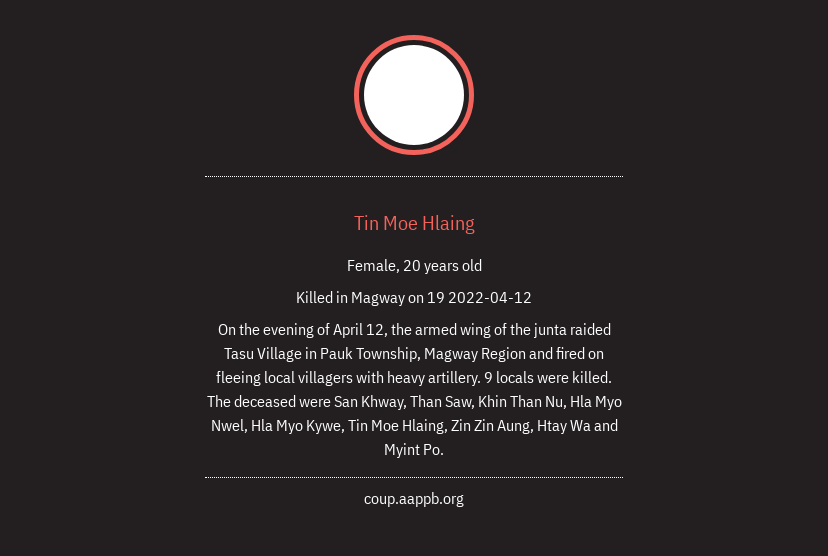 Tin Moe Hlaing
Female, 20 years old
Killed in Magway on 19 2022-04-12
On the evening of April 12, the armed wing of the junta raided
Tasu Village in Pauk Township, Magway Region and fired on
fleeing local villagers with heavy artillery. 9 locals were killed.
The deceased were San Khway, Than Saw, Khin Than Nu, Hla Myo
Nwel, Hla Myo Kywe, Tin Moe Hlaing, Zin Zin Aung, Htay Wa and
Myint Po.
coup.aappb.org